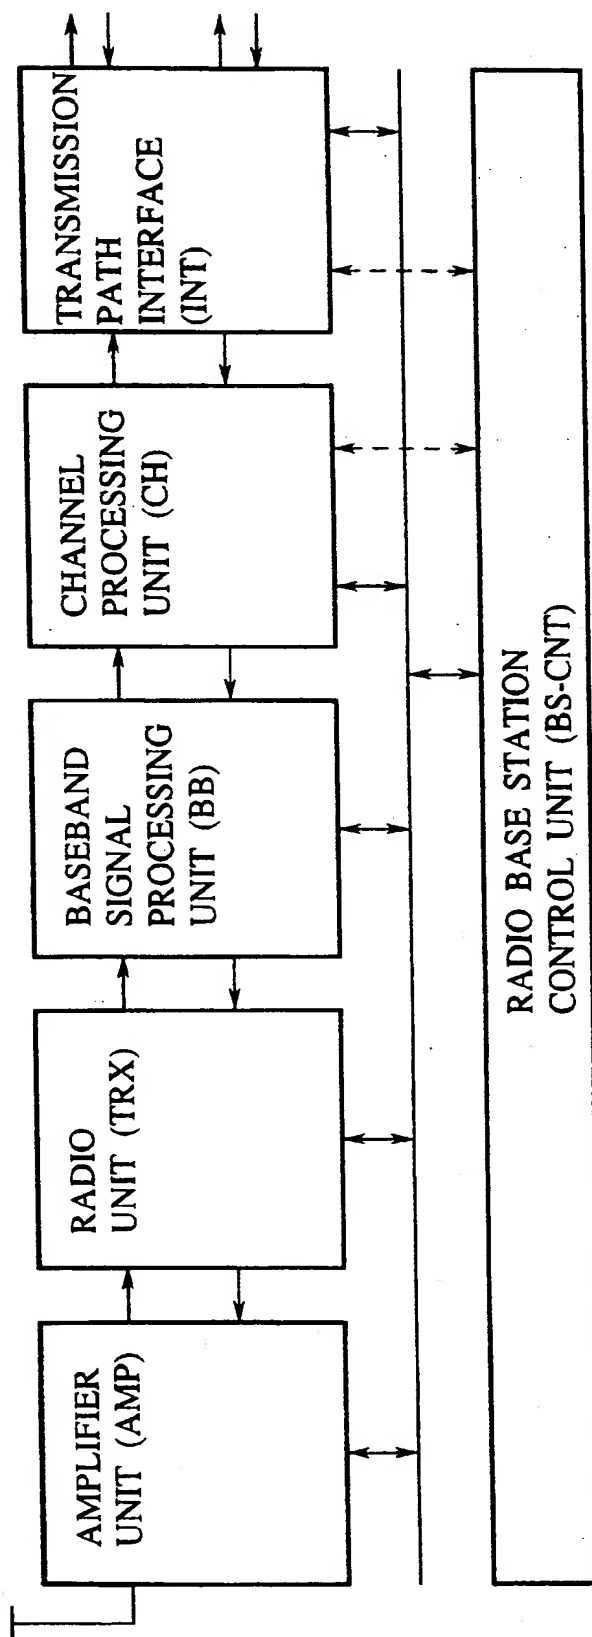 AMPLIFIER
UNIT (AMP)
RADIO
UNIT (TRX)
BASEBAND
SIGNAL
PROCESSING
UNIT (BB)
CHANNEL
PROCESSING
UNIT (CH)
TRANSMISSION
PATH
INTERFACE
(INT)
RADIO BASE STATION
CONTROL UNIT (BS-CNT)